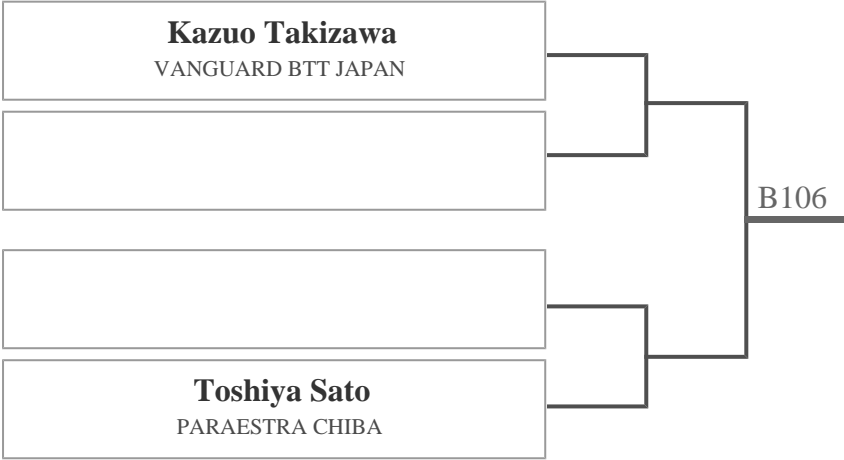 Kazuo Takizawa
VANGUARD BTT JAPAN
B106
Toshiya Sato
PARAESTRA CHIBA